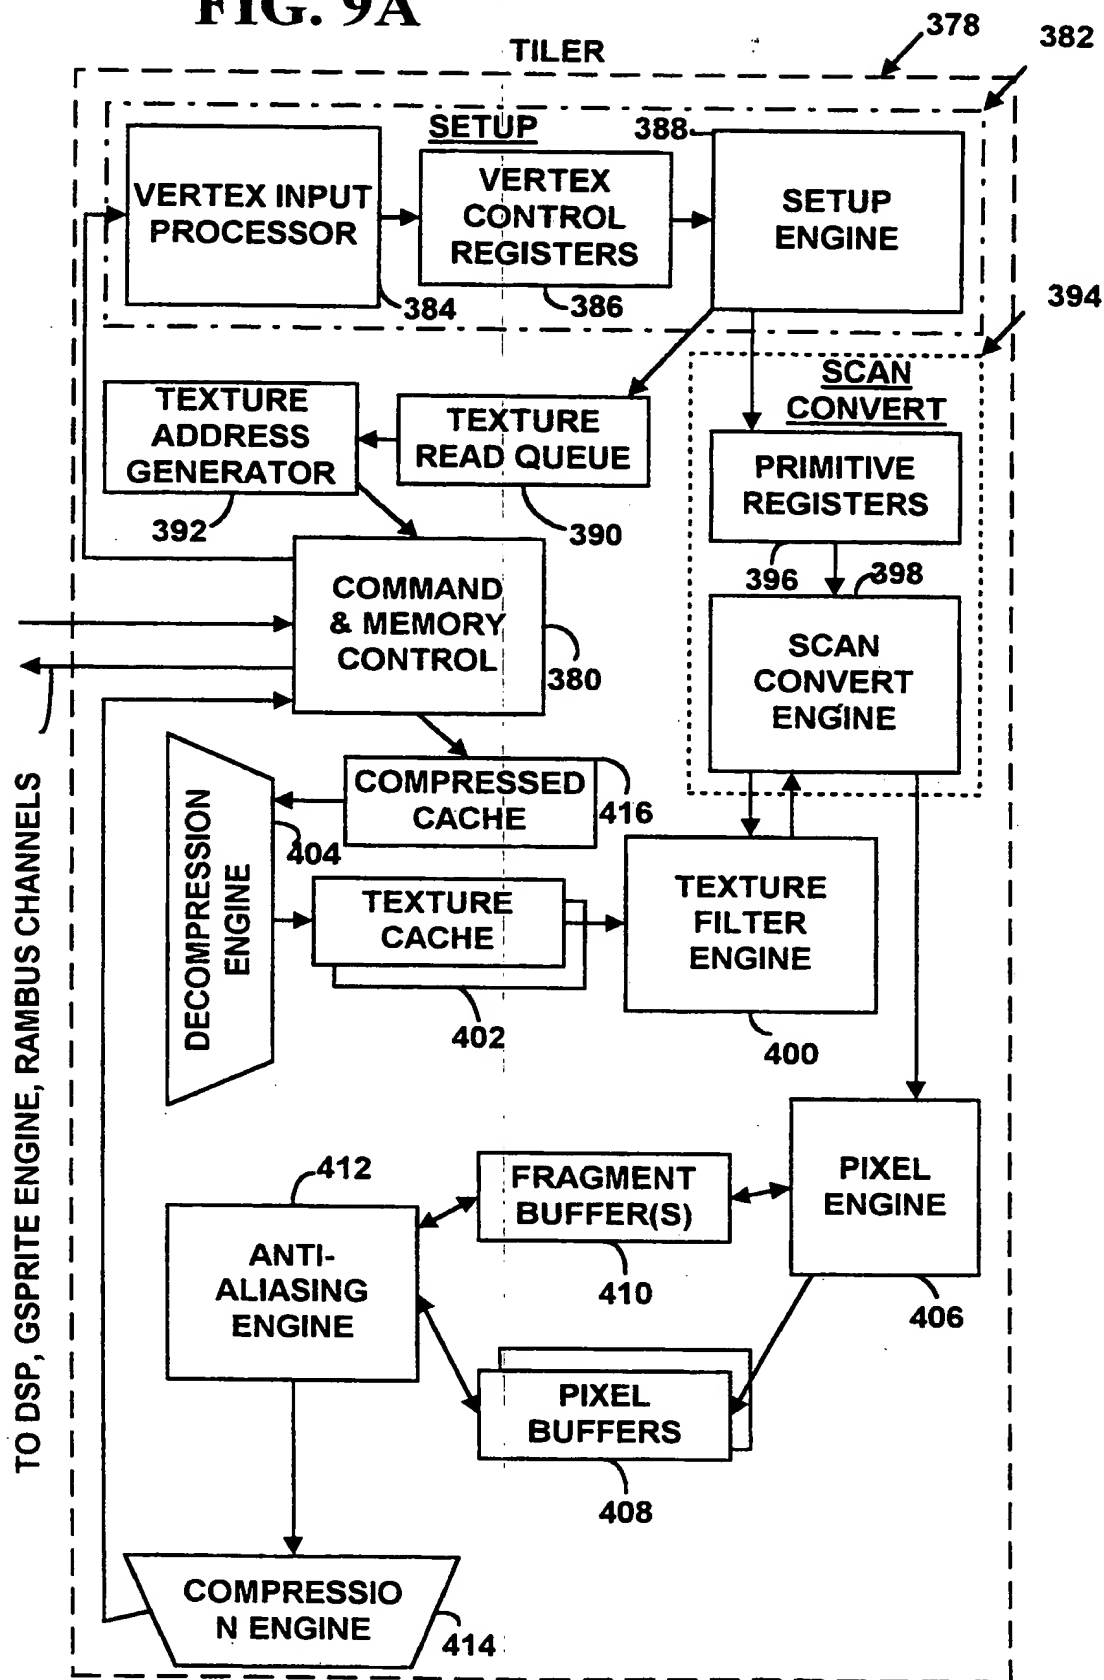 FIG. 9A
TILER
378
382
SETUP
388
VERTEX INPUT
PROCESSOR
VERTEX
CONTROL
REGISTERS
SETUP
ENGINE
384
386
394
SCAN
CONVERT
TEXTURE
ADDRESS
GENERATOR
TEXTURE
READ QUEUE
PRIMITIVE
REGISTERS
392
390
396
398
COMMAND
& MEMORY
CONTROL
380
SCAN
CONVERT
ENGINE
COMPRESSED
CACHE
416
DECOMPRESSION
ENGINE
404
TEXTURE
CACHE
402
TEXTURE
FILTER
ENGINE
400
TO DSP, GSPRITE ENGINE, RAMBUS CHANNELS
412
FRAGMENT
BUFFER(S)
410
PIXEL
ENGINE
406
ANTI-
ALIASING
ENGINE
PIXEL
BUFFERS
408
COMPRESSIO
N ENGINE
414